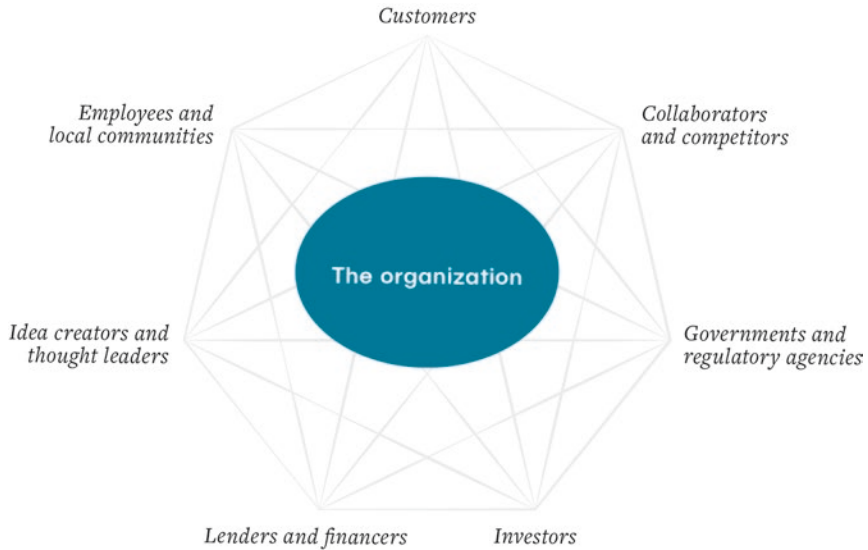 Customers
Employees and
local communities
Collaborators
and competitors
The organization
Idea creators and
thought leaders
Governments and
regulatory agencies
Lenders and financers
Investors